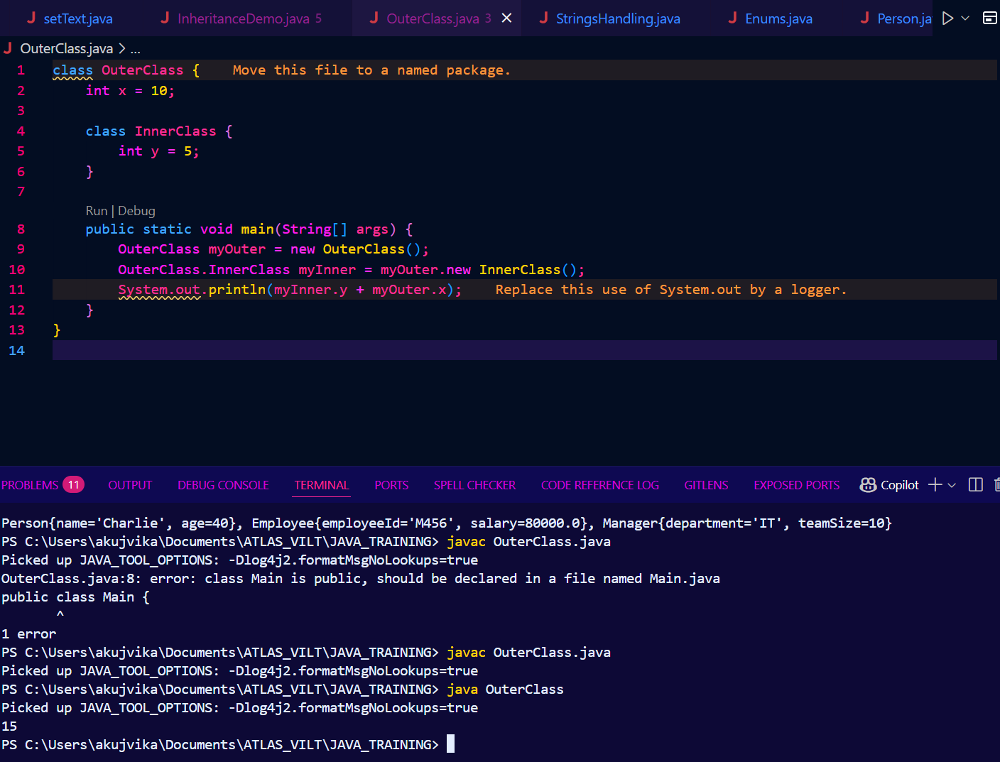 setText.java InheritanceDemo.java 5 OuterClass.java 3 StringsHandling.java Enums.java Person.ja
OuterClass.java > ...
1 class OuterClass { Move this file to a named package.
2 int x = 10;
3
4 class InnerClass {
5 int y = 5;
6 }
7
Run | Debug
8 public static void main(String[] args) {
9 OuterClass myOuter = new OuterClass();
10 OuterClass.InnerClass myInner = myOuter.new InnerClass();
11 System.out.println(myInner.y + myOuter.x); Replace this use of System.out by a logger.
12 }
13 }
14
PROBLEMS 11 OUTPUT DEBUG CONSOLE TERMINAL PORTS SPELL CHECKER CODE REFERENCE LOG GITLENS EXPOSED PORTS Copilot
Person{name='Charlie', age=40}, Employee{employeeId='M456', salary=80000.0}, Manager{department='IT', teamSize=10}
PS C:\Users\akujvika\Documents\ATLAS_VILT\JAVA_TRAINING> javac OuterClass.java
Picked up JAVA_TOOL_OPTIONS: -Dlog4j2.formatMsgNoLookups=true
OuterClass.java:8: error: class Main is public, should be declared in a file named Main.java
public class Main {
^
1 error
PS C:\Users\akujvika\Documents\ATLAS_VILT\JAVA_TRAINING> javac OuterClass.java
Picked up JAVA_TOOL_OPTIONS: -Dlog4j2.formatMsgNoLookups=true
PS C:\Users\akujvika\Documents\ATLAS_VILT\JAVA_TRAINING> java OuterClass
Picked up JAVA_TOOL_OPTIONS: -Dlog4j2.formatMsgNoLookups=true
15
PS C:\Users\akujvika\Documents\ATLAS_VILT\JAVA_TRAINING>